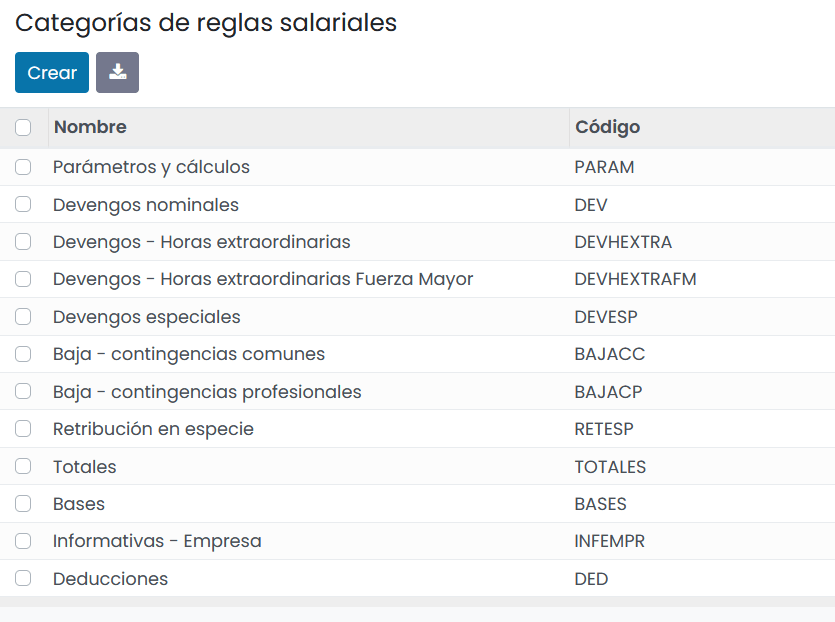 Categorías de reglas salariales
Crear
Nombre Código
Parámetros y cálculos PARAM
Devengos nominales DEV
Devengos - Horas extraordinarias DEVHEXTRA
Devengos - Horas extraordinarias Fuerza Mayor DEVHEXTRAFM
Devengos especiales DEVESP
Baja - contingencias comunes BAJACC
Baja - contingencias profesionales BAJACP
Retribución en especie RETESP
Totales TOTALES
Bases BASES
Informativas - Empresa INFEMPR
Deducciones DED